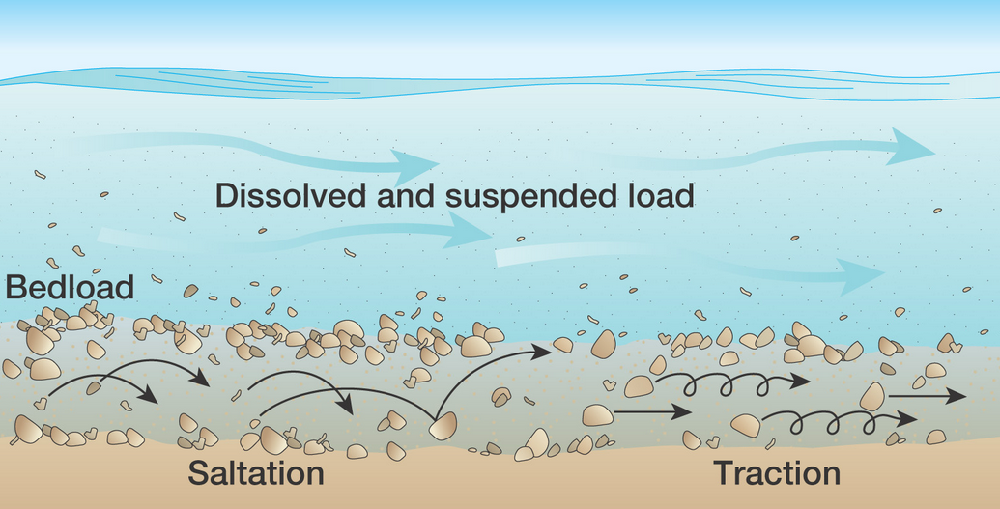 Dissolved and suspended load
Bedload
Saltation
Traction